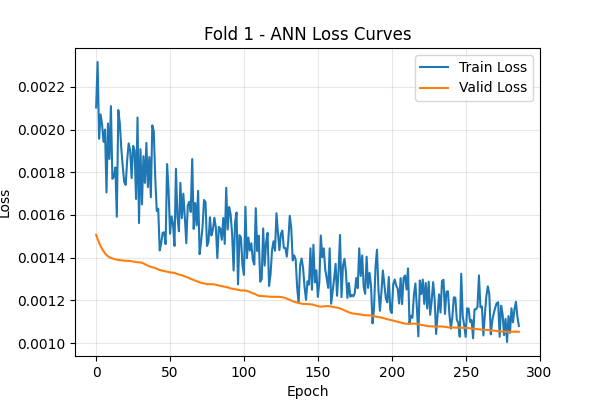 Fold 1 - ANN Loss Curves
Train Loss
Valid Loss
Loss
0.0022
0.0020
0.0018
0.0016
0.0014
0.0012
0.0010
0 50 100 150 200 250 300
Epoch